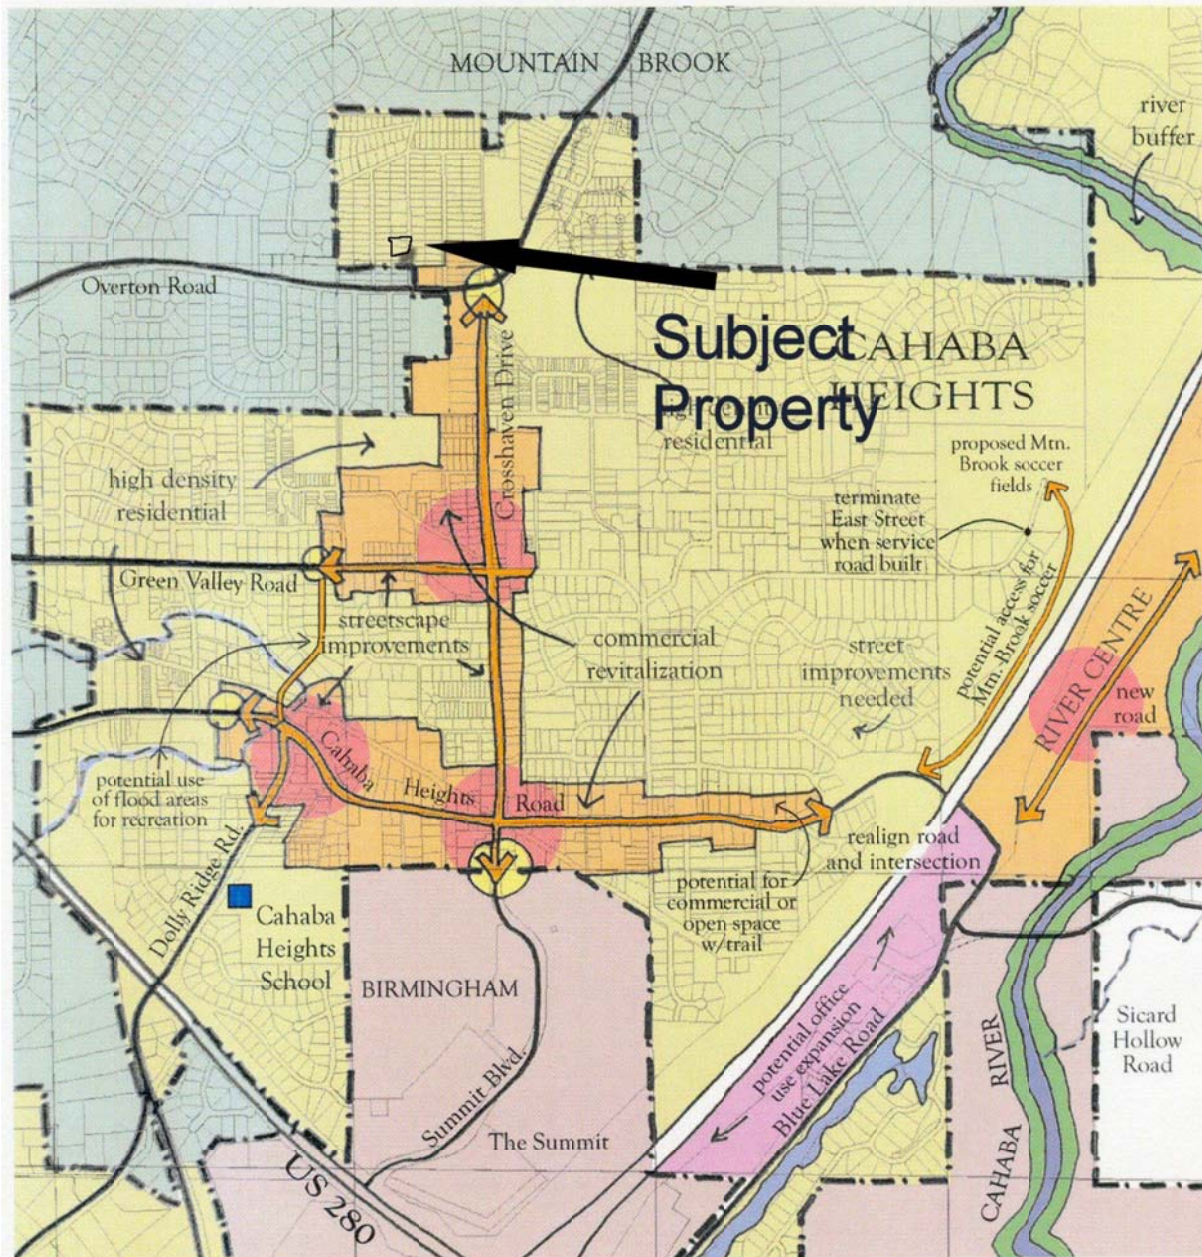 MOUNTAIN BROOK
river
buffer
Overton Road
Subject
Property
CAHABA
HEIGHTS
residential
Crosshaven Drive
high density
residential
proposed Mtn.
Brook soccer
fields
terminate
East Street
when service
road built
Green Valley Road
streetscape
improvements
commercial
revitalization
street
improvements
needed
potential access for
Mtn. Brook soccer
RIVER CENTRE
new
road
potential use
of flood areas
for recreation
Cahaba Heights Road
realign road
and intersection
Dolly Ridge Rd.
potential for
commercial or
open space
w/trail
Cahaba
Heights
School
BIRMINGHAM
Summit Blvd.
The Summit
potential office
use expansion
Blue Lake Road
Sicard
Hollow
Road
CAHABA RIVER
US 280